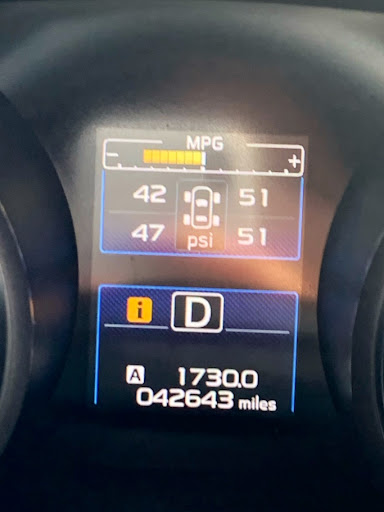 MPG
- +
42 51
47 psi 51
i D
A 1730.0
042643 miles